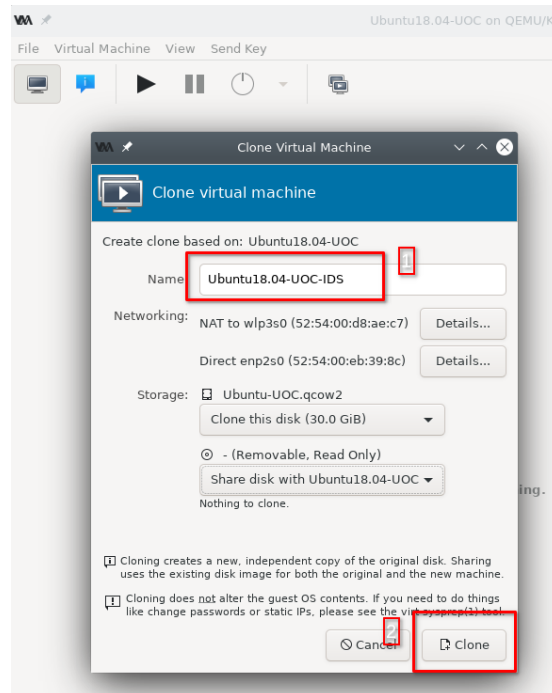 Ubuntu18.04-UOC on QEMU/K
File Virtual Machine View Send Key
Clone Virtual Machine
Clone virtual machine
Create clone based on: Ubuntu18.04-UOC
1
Name Ubuntu18.04-UOC-IDS
Networking: NAT to wlp3s0 (52:54:00:d8:ae:c7) Details...
Direct enp2s0 (52:54:00:eb:39:8c) Details...
Storage: Ubuntu-UOC.qcow2
Clone this disk (30.0 GiB)
- (Removable, Read Only)
Share disk with Ubuntu18.04-UOC
ing.
Nothing to clone.
Cloning creates a new, independent copy of the original disk. Sharing
uses the existing disk image for both the original and the new machine.
Cloning does not alter the guest OS contents. If you need to do things
like change passwords or static IPs, please see the virt-sysprep(1) tool.
2
Cancel Clone